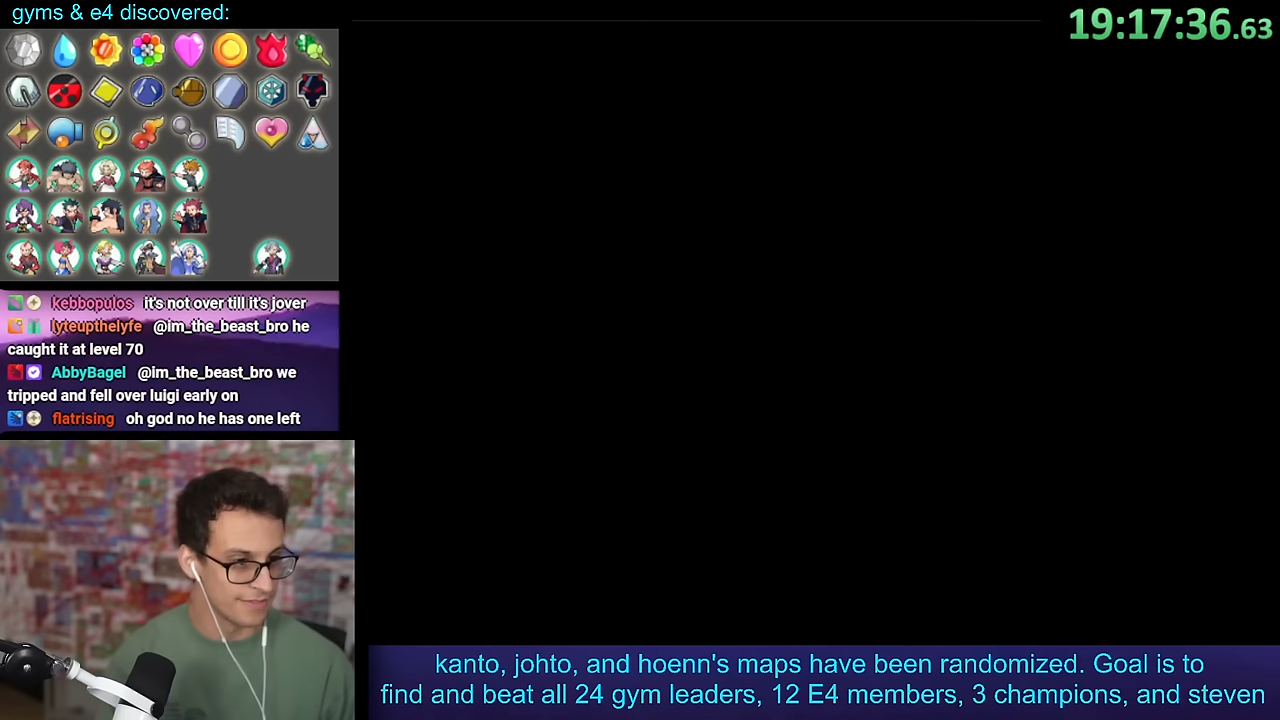 gyms & e4 discovered:
19:17:36.63
kebbopulos it's not over till it's jover
lyteupthelyfe @im_the_beast_bro he
caught it at level 70
AbbyBagel @im_the_beast_bro we
tripped and fell over luigi early on
flatrising oh god no he has one left
kanto, johto, and hoenn's maps have been randomized. Goal is to
find and beat all 24 gym leaders, 12 E4 members, 3 champions, and steven